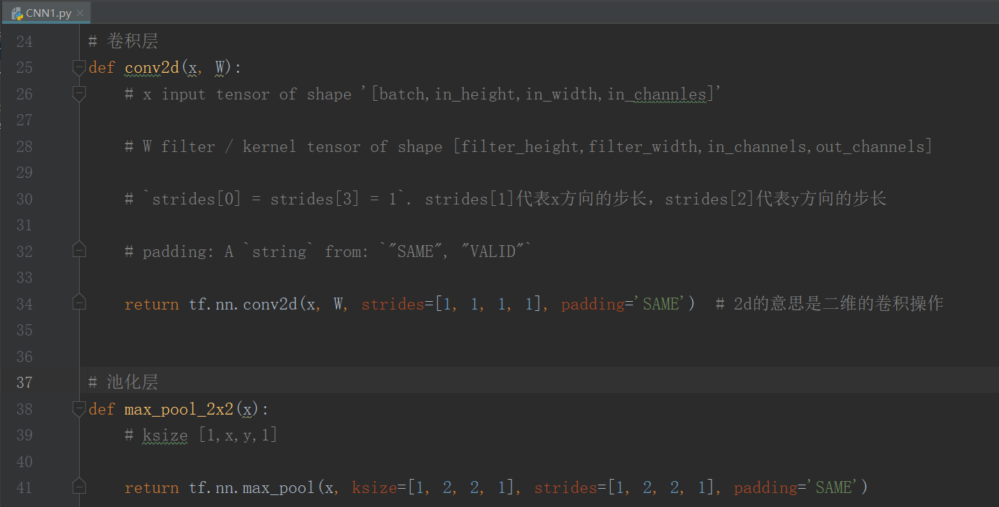 CNN1.py
24 # 卷积层
25 def conv2d(x, W):
26 # x input tensor of shape '[batch,in_height,in_width,in_channles]'
27
28 # W filter / kernel tensor of shape [filter_height,filter_width,in_channels,out_channels]
29
30 # `strides[0] = strides[3] = 1`. strides[1]代表x方向的步长，strides[2]代表y方向的步长
31
32 # padding: A `string` from: `"SAME", "VALID"`
33
34 return tf.nn.conv2d(x, W, strides=[1, 1, 1, 1], padding='SAME') # 2d的意思是二维的卷积操作
35
36
37 # 池化层
38 def max_pool_2x2(x):
39 # ksize [1,x,y,1]
40
41 return tf.nn.max_pool(x, ksize=[1, 2, 2, 1], strides=[1, 2, 2, 1], padding='SAME')